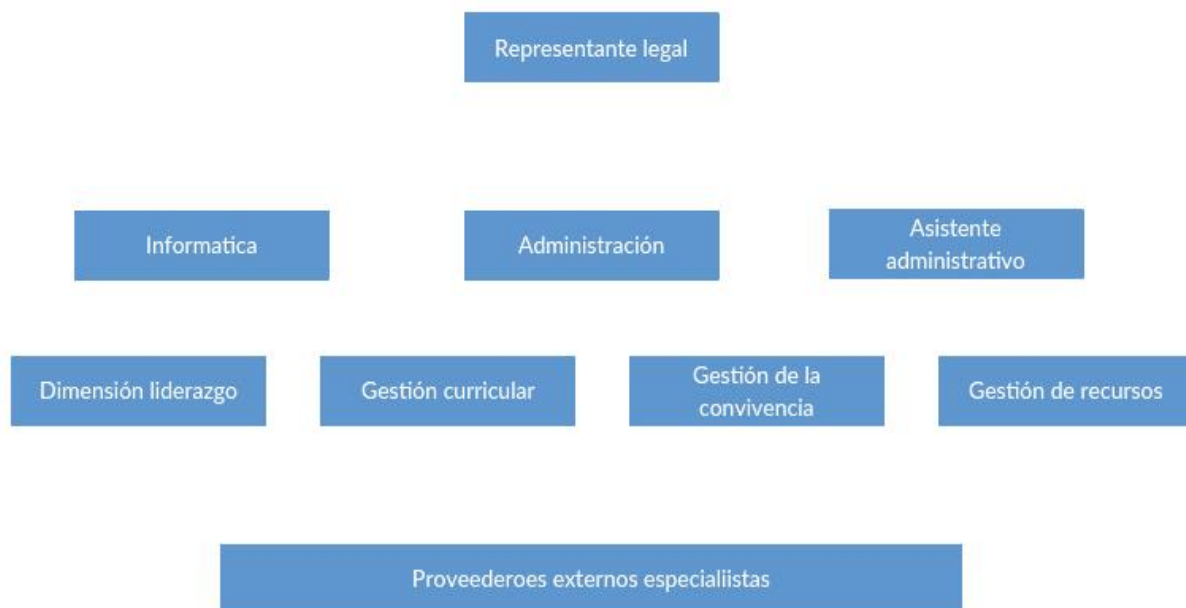 Representante legal
Informatica
Administración
Asistente
administrativo
Dimensión liderazgo
Gestión curricular
Gestión de la
convivencia
Gestión de recursos
Proveederoes externos especialiistas